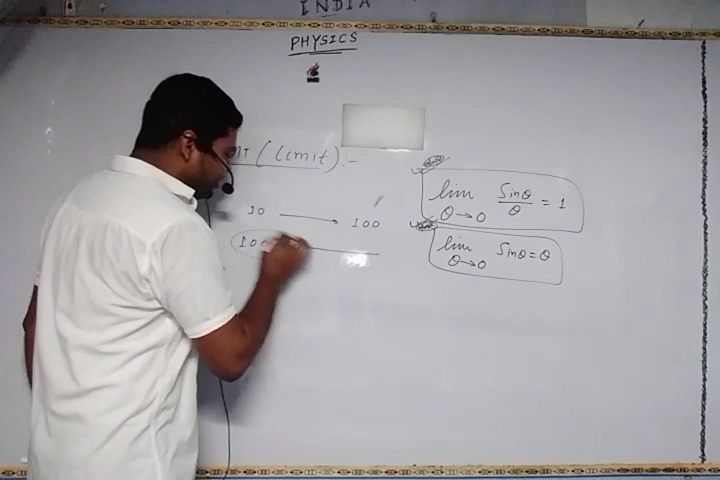 INDIA
PHYSICS
(Limit):-
10 → 100
100
lim θ→0 Sinθ/θ = 1
lim θ→0 Sinθ = θ